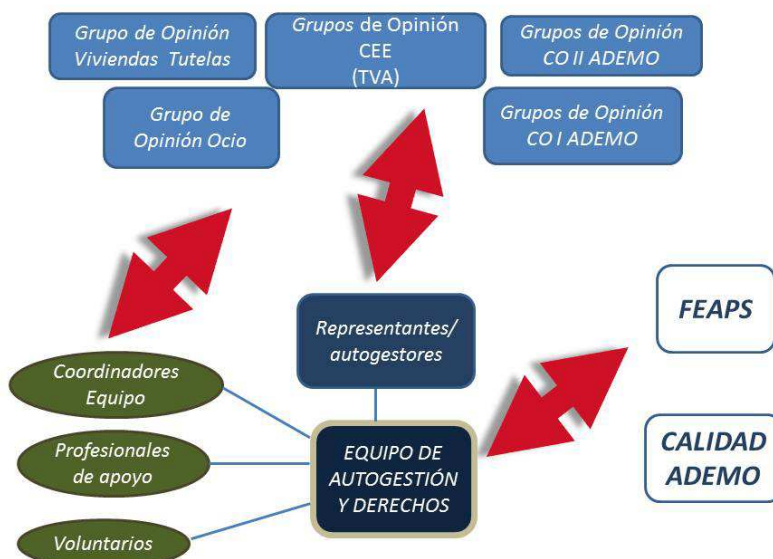 Grupo de Opinión
Viviendas Tutelas
Grupos de Opinión
CEE
(TVA)
Grupos de Opinión
CO II ADEMO
Grupo de
Opinión Ocio
Grupos de Opinión
CO I ADEMO
Representantes/
autogestores
FEAPS
Coordinadores
Equipo
Profesionales
de apoyo
Voluntarios
EQUIPO DE
AUTOGESTIÓN
Y DERECHOS
CALIDAD
ADEMO